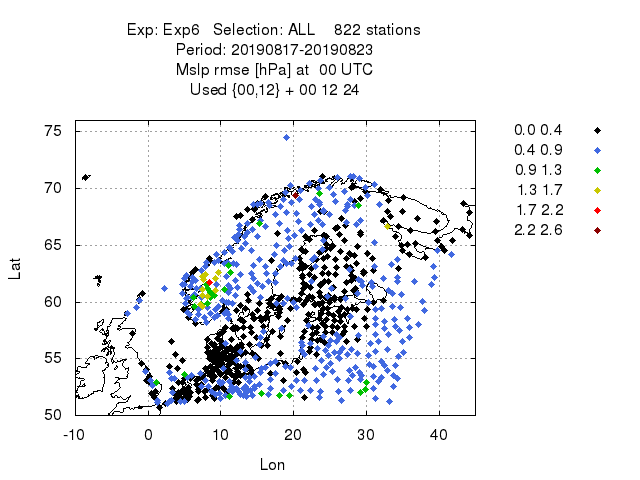 Exp: Exp6 Selection: ALL 822 stations
Period: 20190817-20190823
Mslp rmse [hPa] at 00 UTC
Used {00,12} + 00 12 24
75
70
65
60
55
50
Lat
-10 0 10 20 30 40
Lon
0.0 0.4
0.4 0.9
0.9 1.3
1.3 1.7
1.7 2.2
2.2 2.6